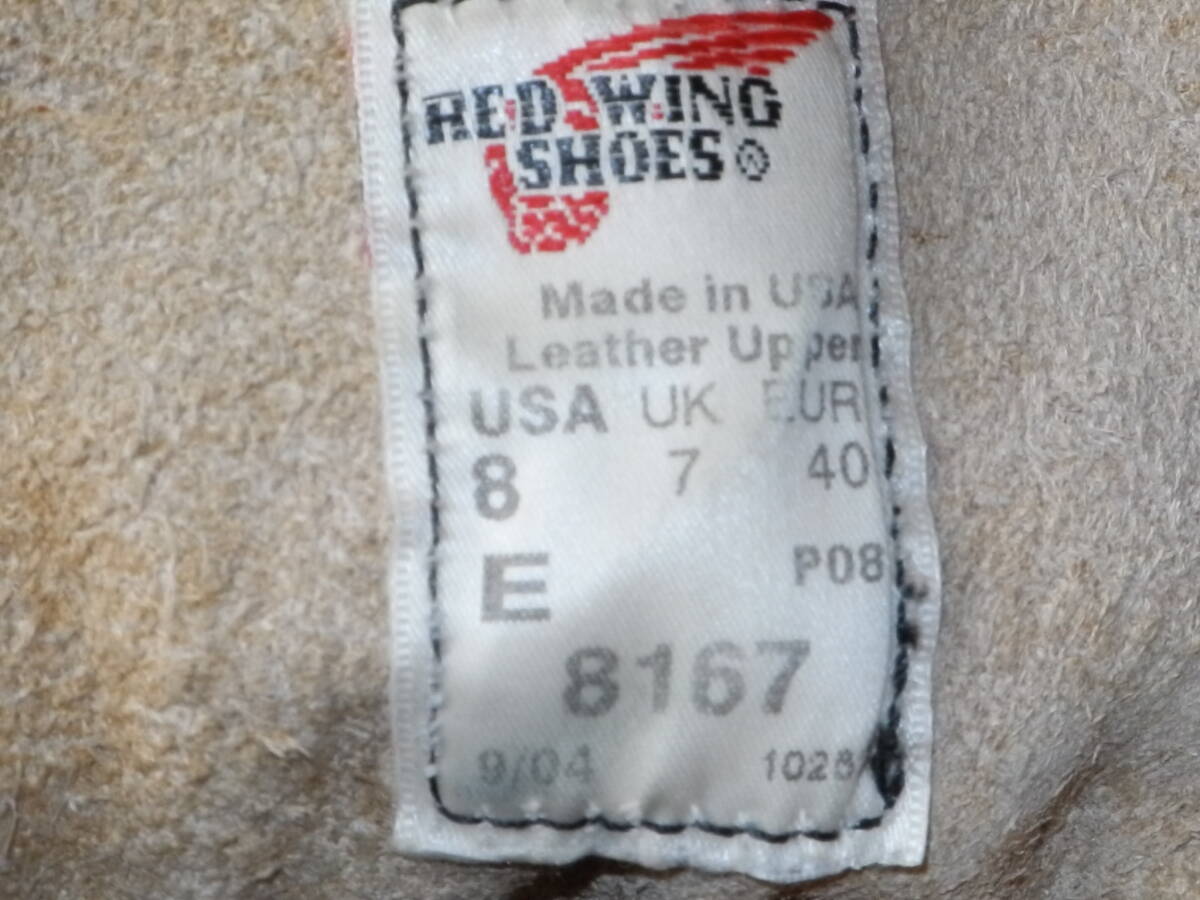 RED WING
SHOES®
Made in USA
Leather Upper
USA UK EUR
8 7 40
E P08
8167
9/04